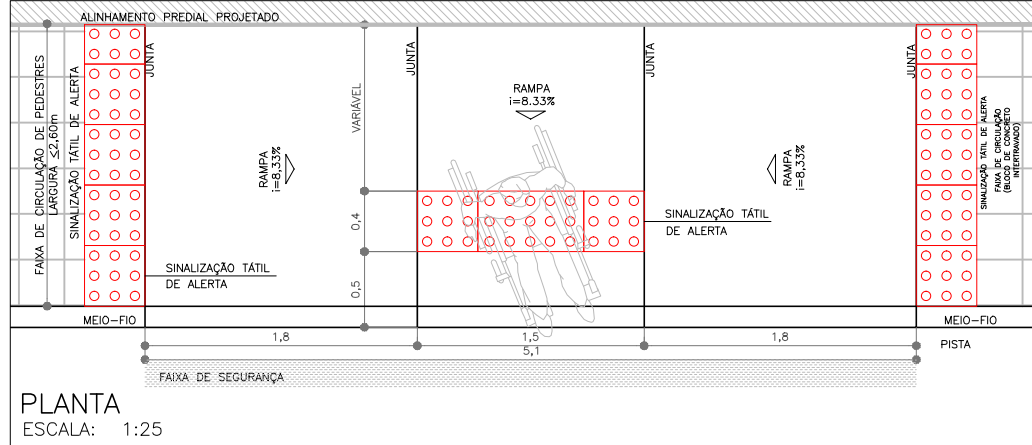 ALINHAMENTO PREDIAL PROJETADO
FAIXA DE CIRCULAÇÃO DE PEDESTRES
LARGURA ≤2,60m
SINALIZAÇÃO TÁTIL DE ALERTA
JUNTA
RAMPA
i=8,33%
SINALIZAÇÃO TÁTIL
DE ALERTA
VARIÁVEL
0,4
0,5
JUNTA
RAMPA
i=8.33%
JUNTA
SINALIZAÇÃO TÁTIL
DE ALERTA
RAMPA
i=8,33%
JUNTA
SINALIZAÇÃO TÁTIL DE ALERTA
FAIXA DE CIRCULAÇÃO
(BLOCO DE CONCRETO
INTERTRAVADO)
MEIO-FIO
MEIO-FIO
1,8
1,5
1,8
5,1
PISTA
FAIXA DE SEGURANÇA
PLANTA
ESCALA: 1:25